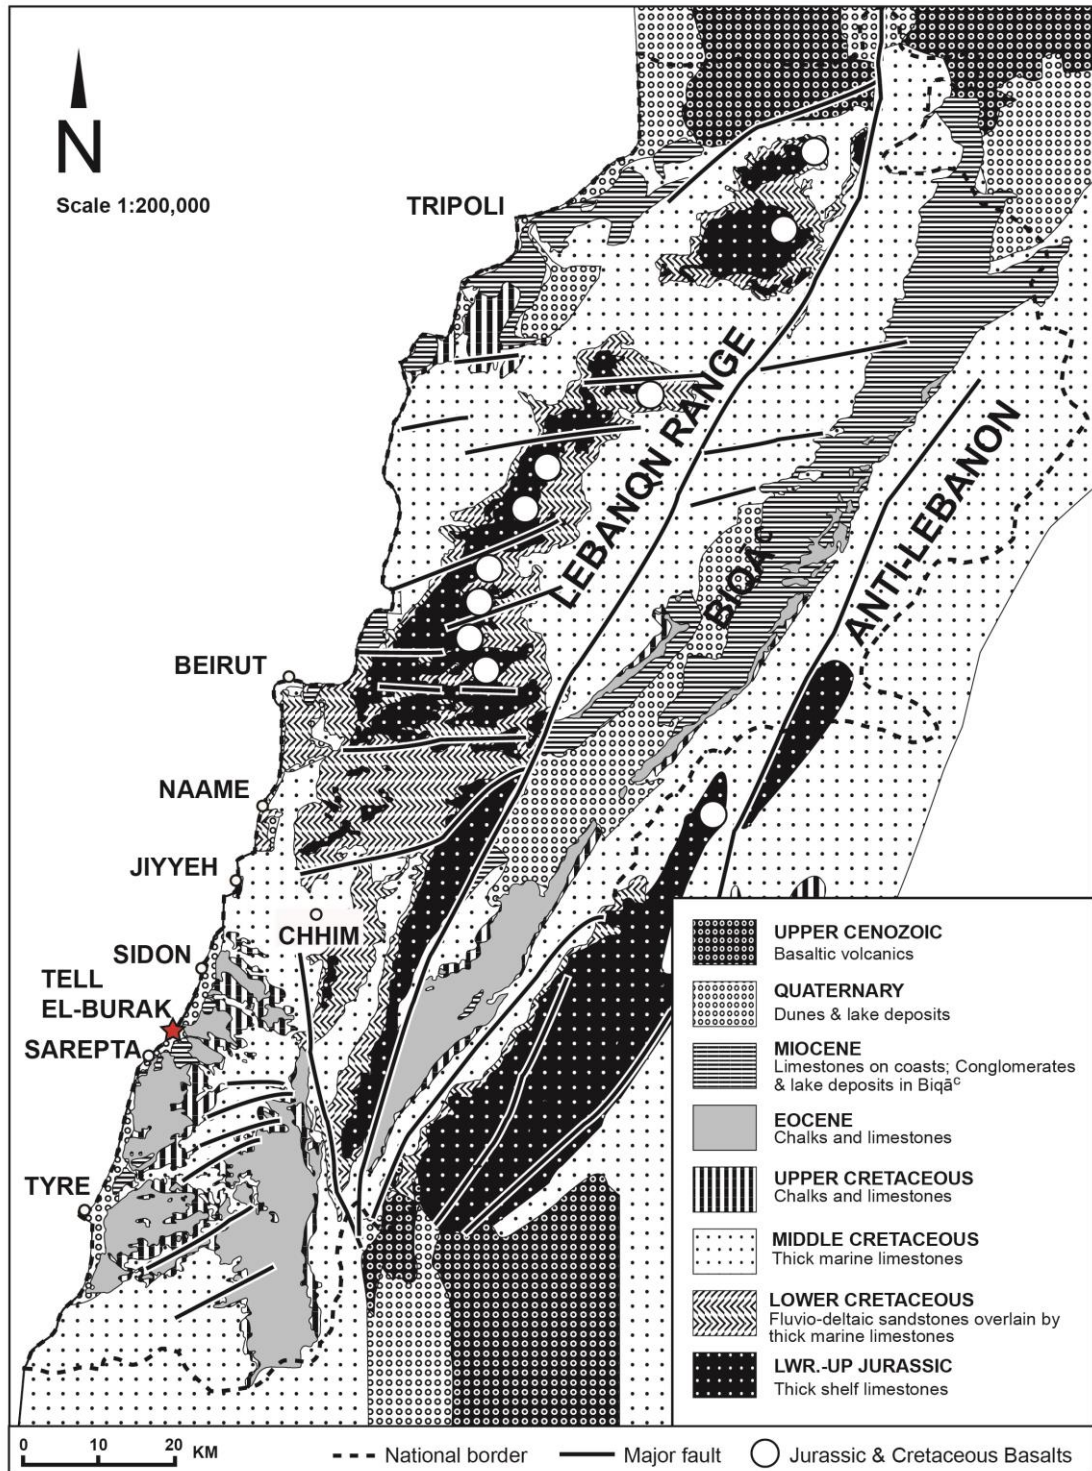 N
Scale 1:200,000
TRIPOLI
LEBANON RANGE
BIQĀᶜ
ANTI-LEBANON
BEIRUT
NAAME
JIYYEH
CHHIM
SIDON
TELL
EL-BURAK
SAREPTA
TYRE
UPPER CENOZOIC
Basaltic volcanics
QUATERNARY
Dunes & lake deposits
MIOCENE
Limestones on coasts; Conglomerates
& lake deposits in Biqāᶜ
EOCENE
Chalks and limestones
UPPER CRETACEOUS
Chalks and limestones
MIDDLE CRETACEOUS
Thick marine limestones
LOWER CRETACEOUS
Fluvio-deltaic sandstones overlain by
thick marine limestones
LWR.-UP JURASSIC
Thick shelf limestones
0 10 20 KM
National border
Major fault
Jurassic & Cretaceous Basalts